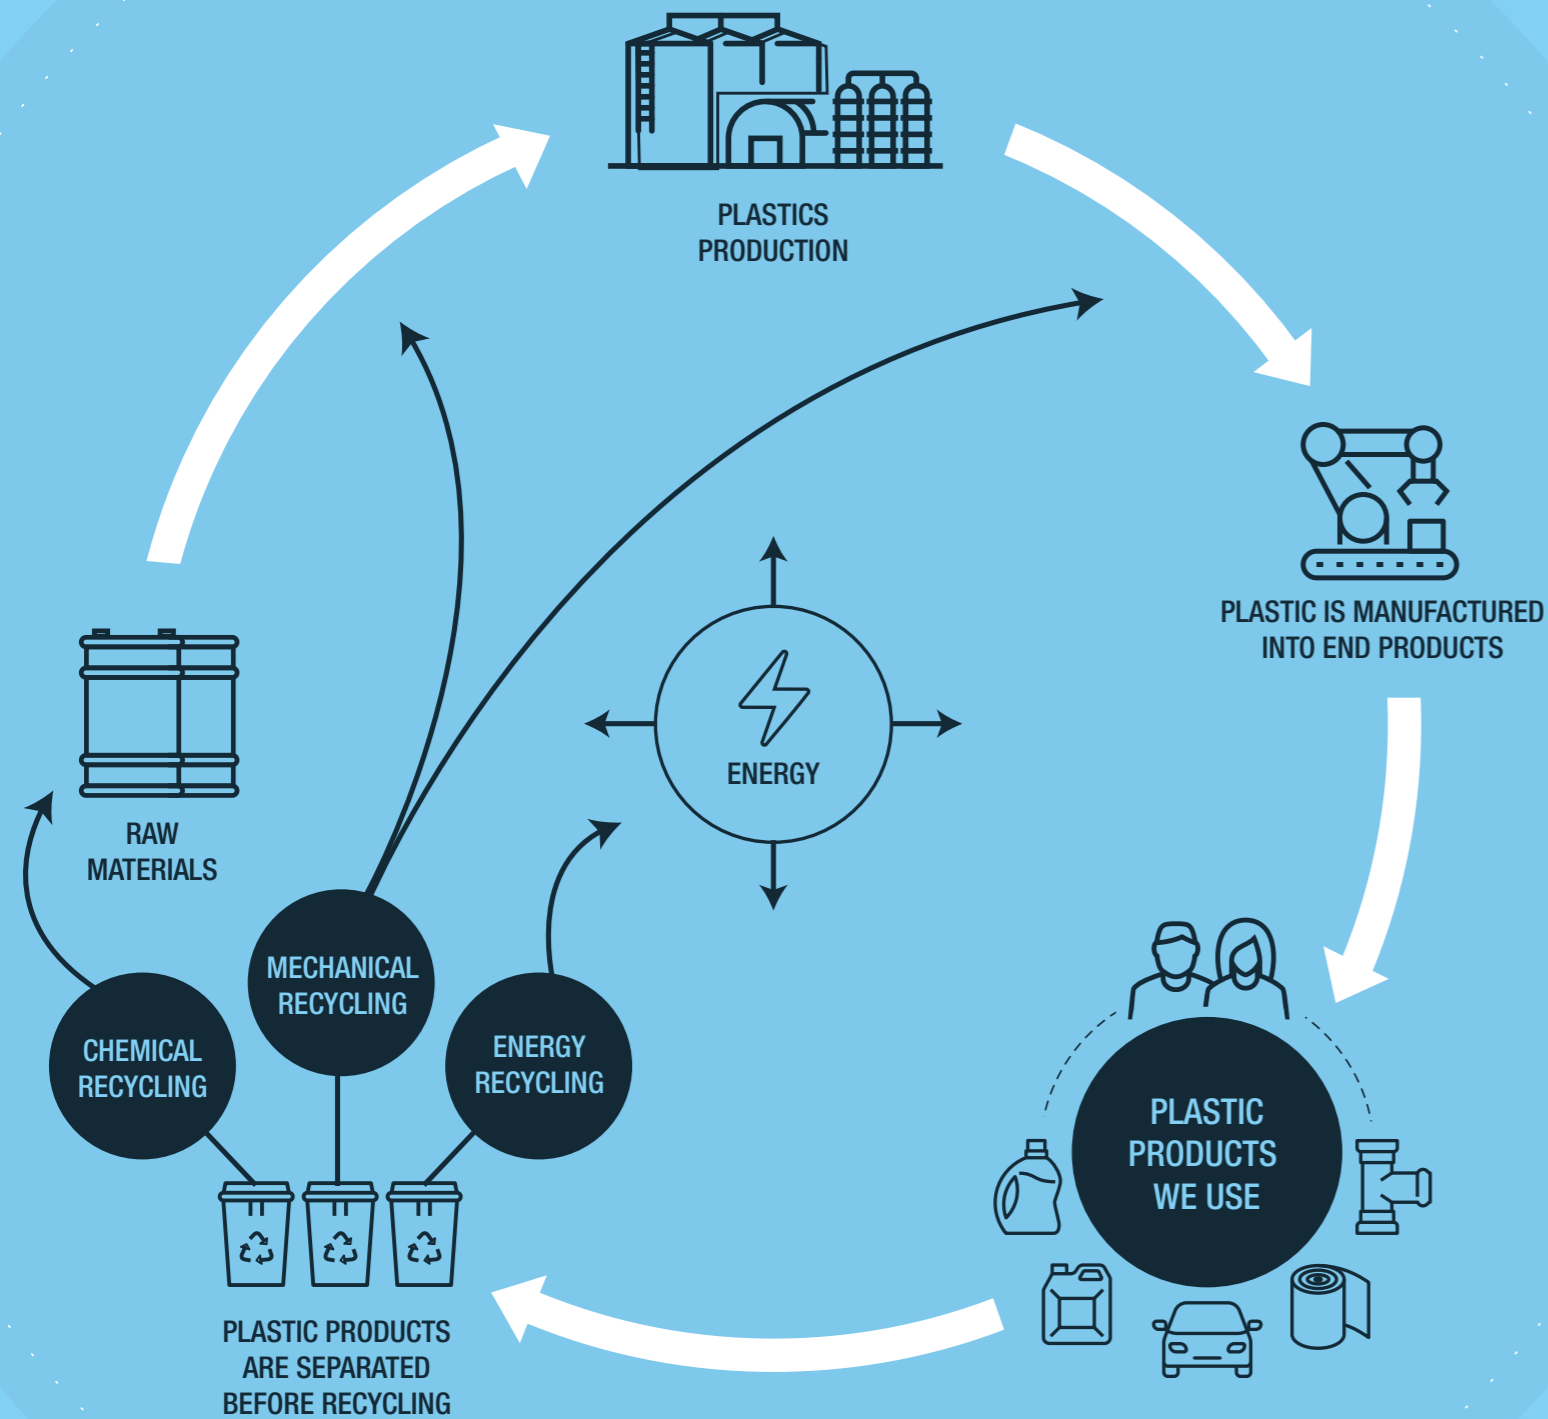 PLASTICS
PRODUCTION
PLASTIC IS MANUFACTURED
INTO END PRODUCTS
ENERGY
RAW
MATERIALS
MECHANICAL
RECYCLING
CHEMICAL
RECYCLING
ENERGY
RECYCLING
PLASTIC
PRODUCTS
WE USE
PLASTIC PRODUCTS
ARE SEPARATED
BEFORE RECYCLING